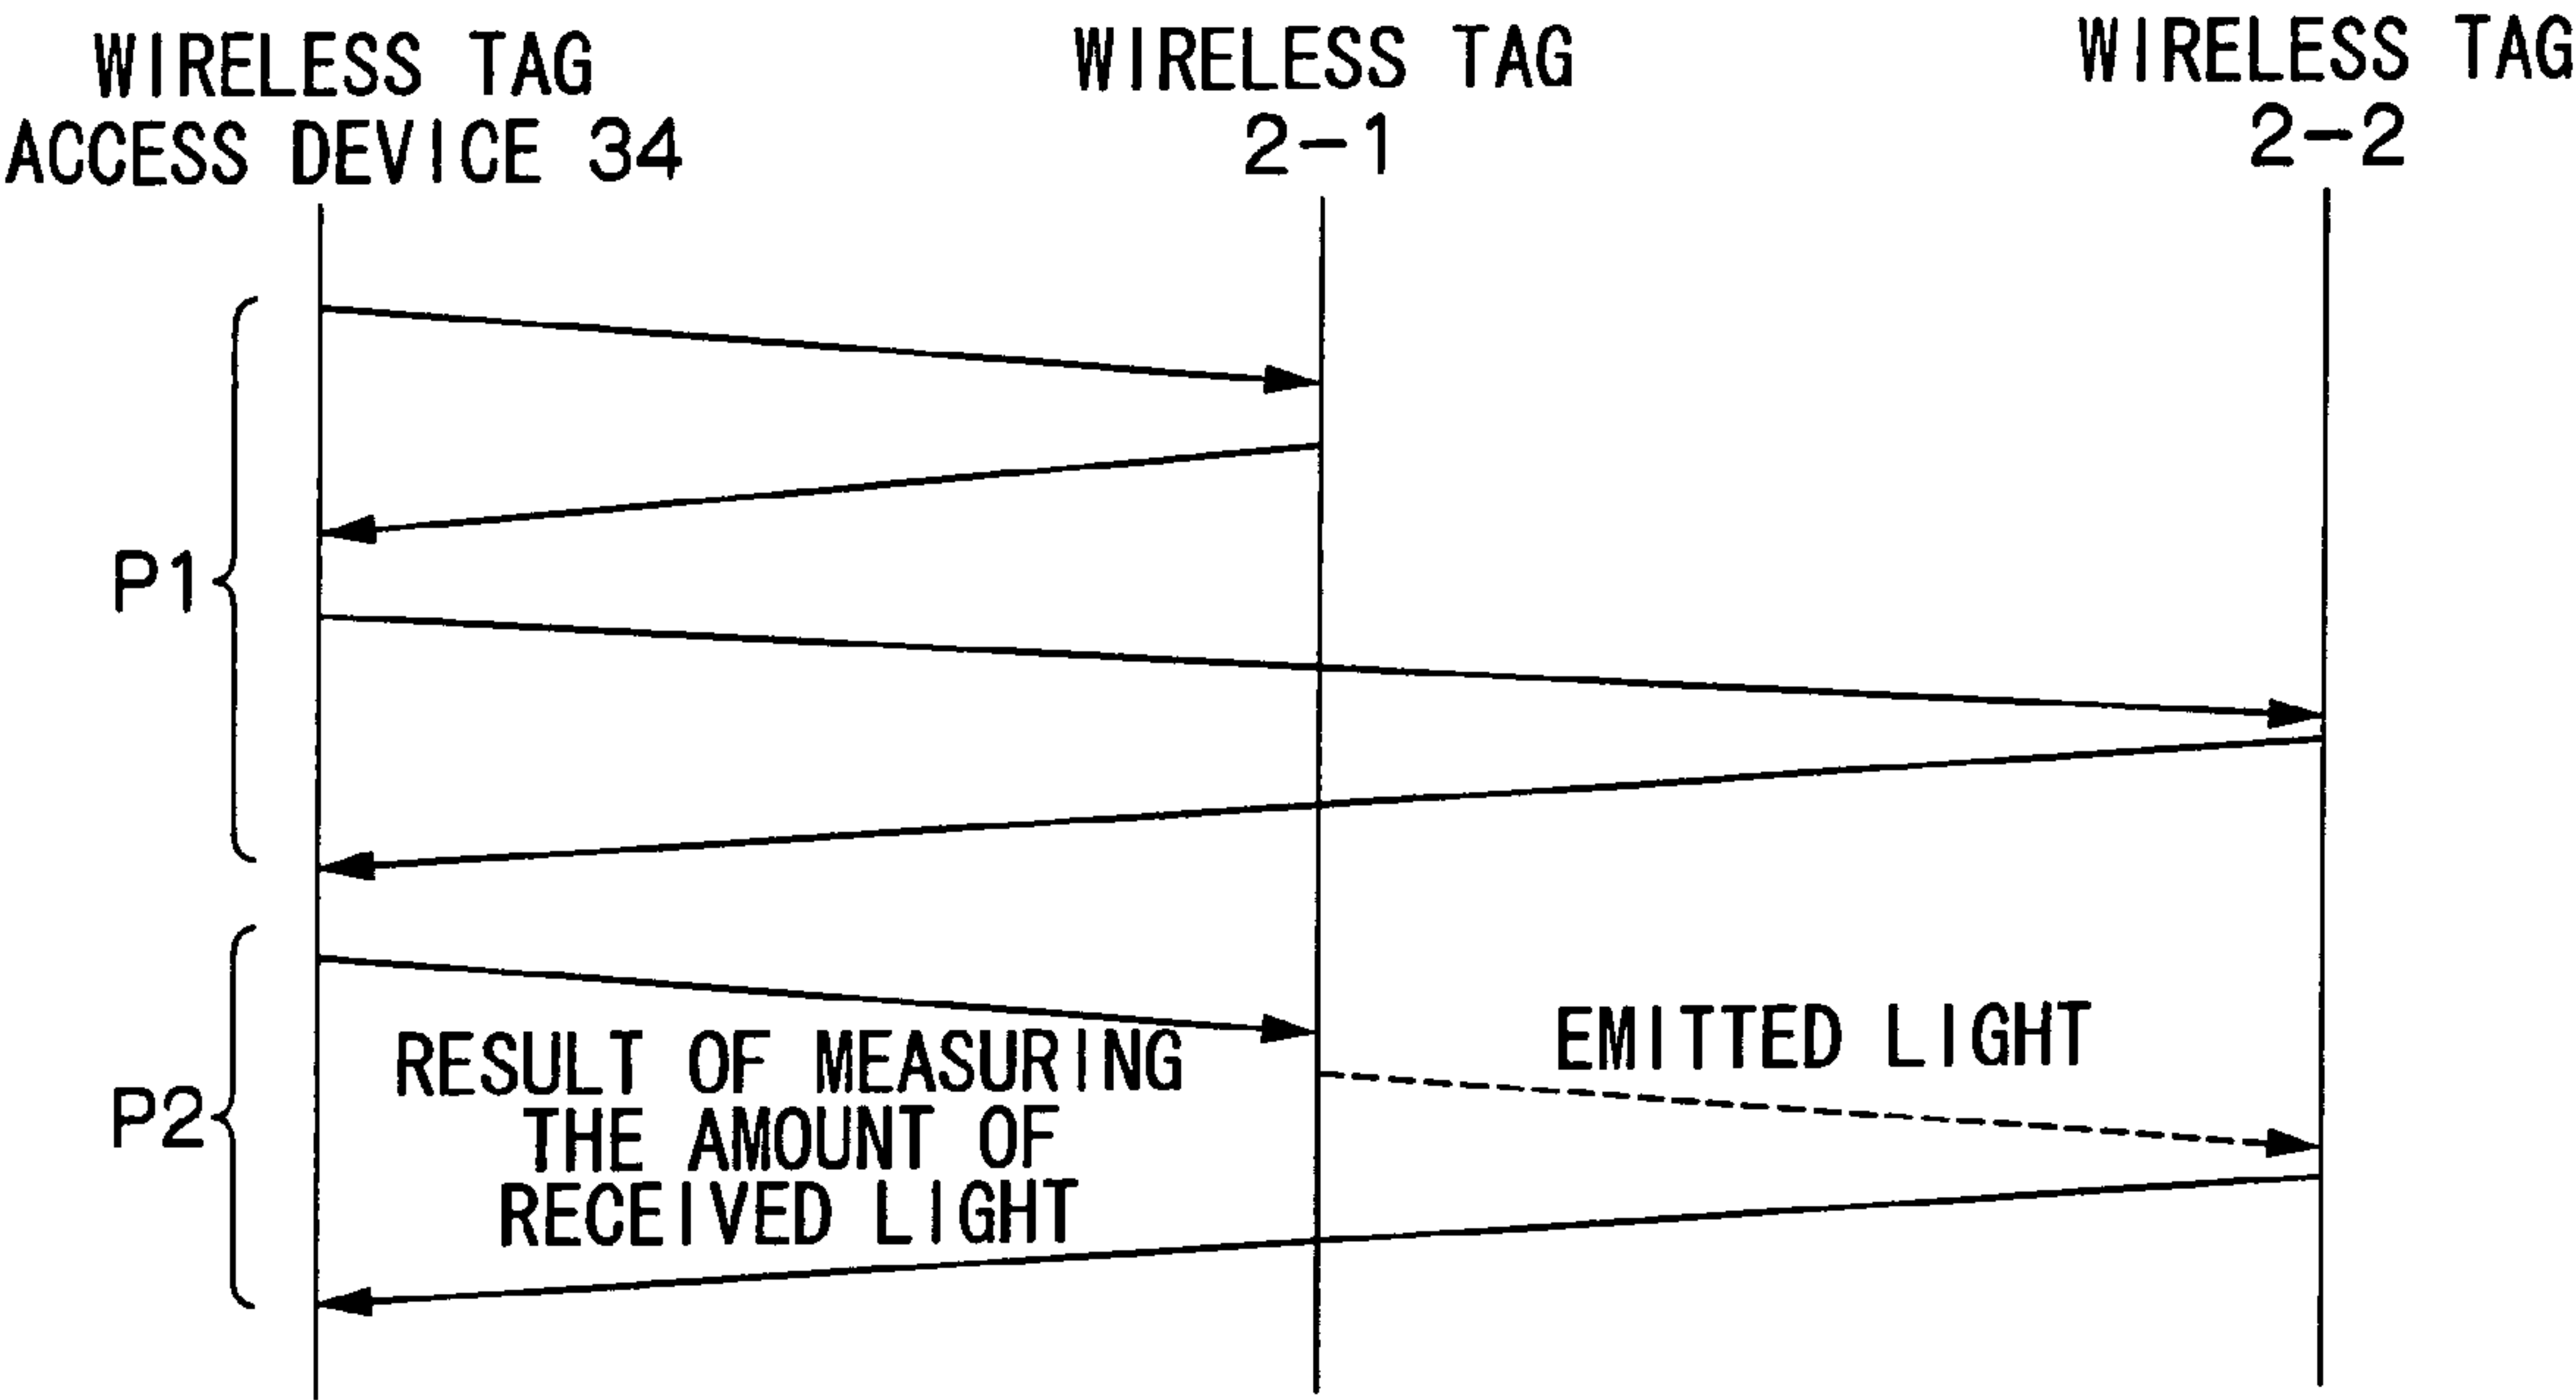 WIRELESS TAG
ACCESS DEVICE 34
WIRELESS TAG
2-1
WIRELESS TAG
2-2
P1
P2
RESULT OF MEASURING
THE AMOUNT OF
RECEIVED LIGHT
EMITTED LIGHT